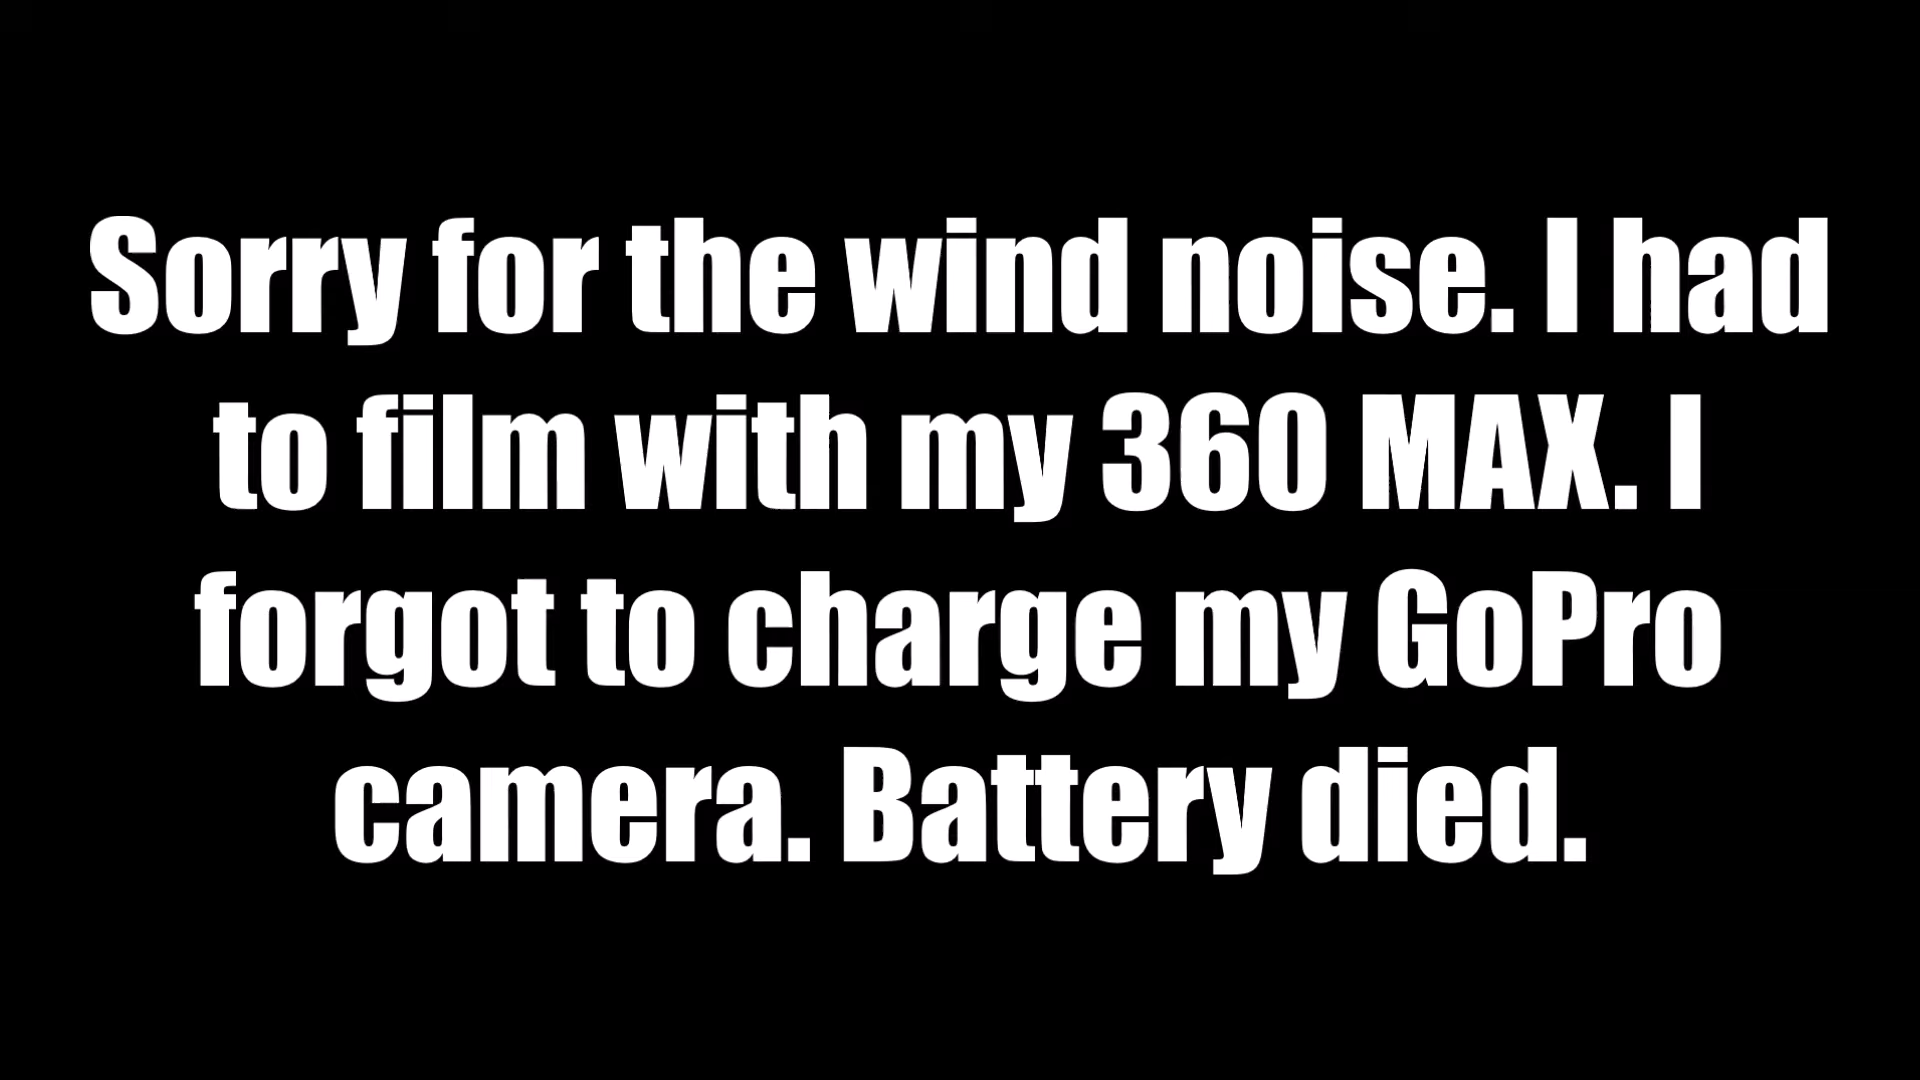 Sorry for the wind noise. I had
to film with my 360 MAX. I
forgot to charge my GoPro
camera. Battery died.